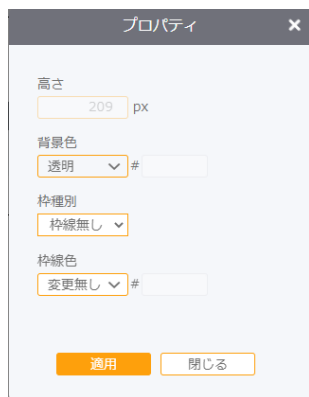 プロパティ ×
高さ
209 px
背景色
透明 #
枠種別
枠線無し
枠線色
変更無し #
適用 閉じる